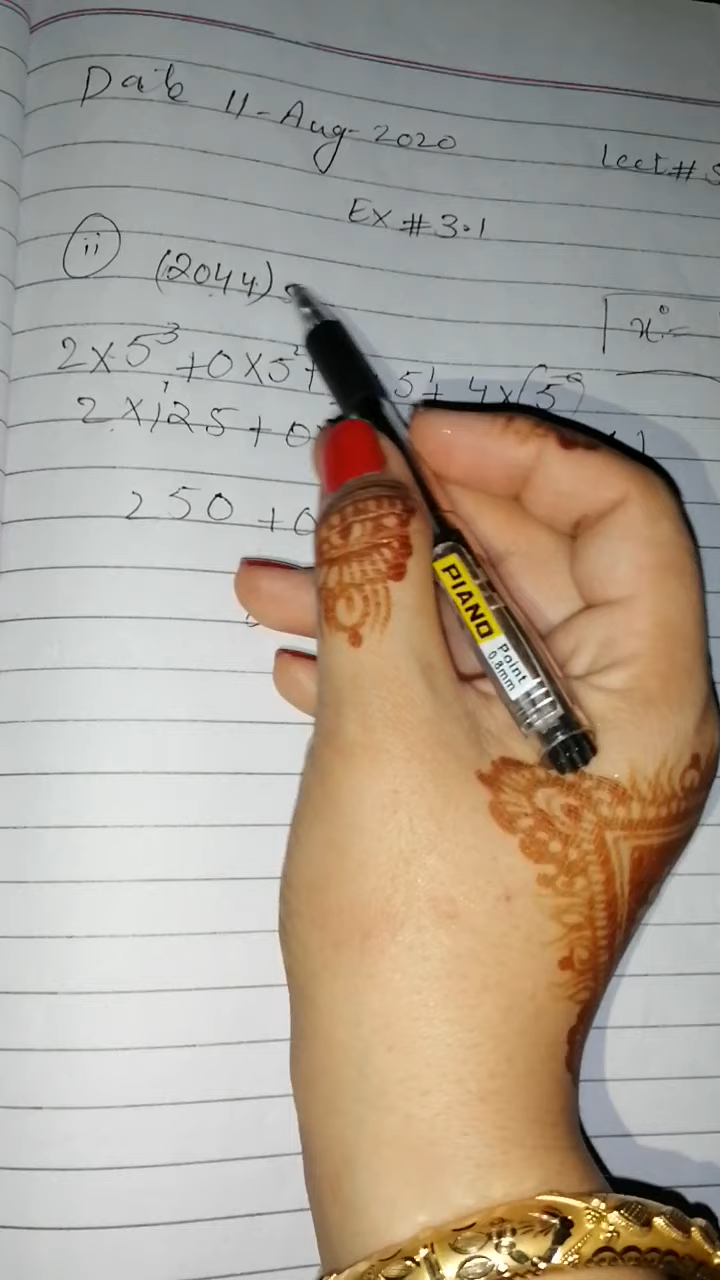 Date 11-Aug-2020
Lect #
Ex # 3.1
ii (2044)
x⁰ =
2 × 5³ + 0 × 5² + 5¹ + 4 × (5⁰)
2 × 125 + 0
250 + 0
PIANO
Point
0.8mm